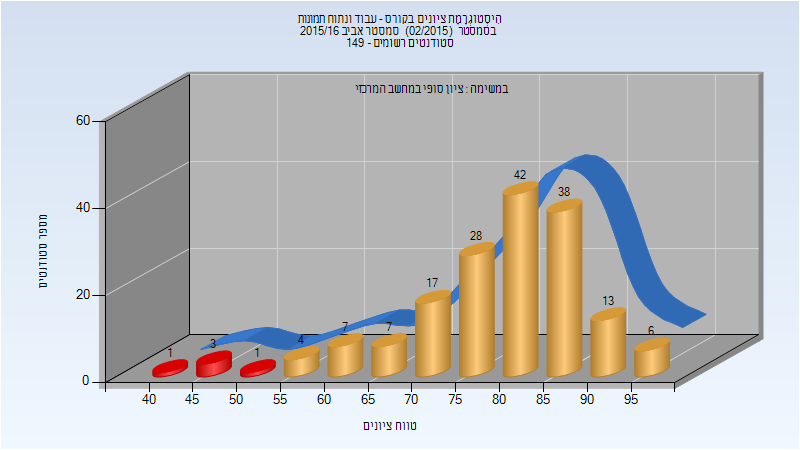 היסטוגרמת ציונים בקורס - עבוד ונתוח תמונות
בסמסטר (02/2015) סמסטר אביב 2015/16
סטודנטים רשומים - 149
במשימה : ציון סופי במחשב המרכזי
מספר סטודנטים
60
40
20
0
1
3
1
4
7
7
17
28
42
38
13
6
40 45 50 55 60 65 70 75 80 85 90 95
טווח ציונים